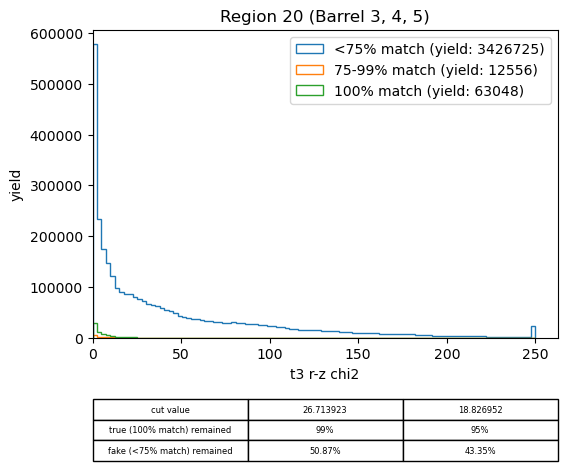 Region 20 (Barrel 3, 4, 5)
<75% match (yield: 3426725)
75-99% match (yield: 12556)
100% match (yield: 63048)
600000
500000
400000
300000
200000
100000
0
yield
0 50 100 150 200 250
t3 r-z chi2
cut value 26.713923 18.826952
true (100% match) remained 99% 95%
fake (<75% match) remained 50.87% 43.35%